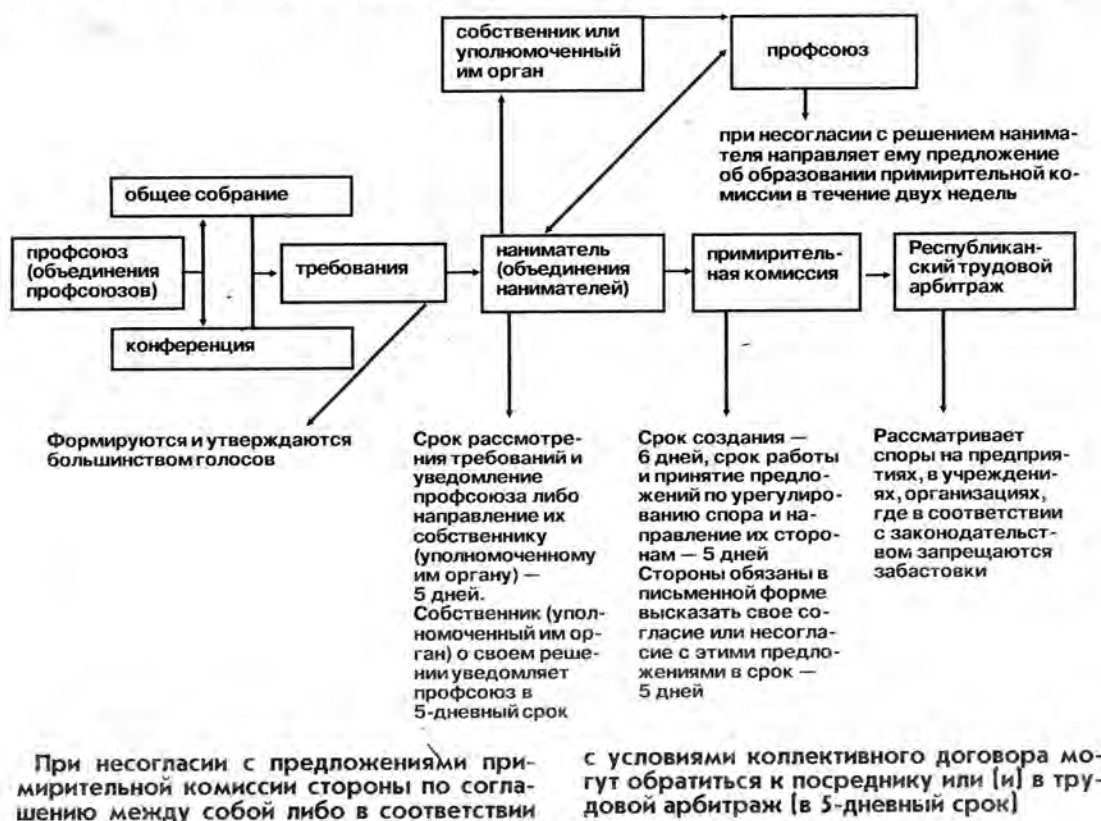 собственник или
уполномоченный
им орган
профсоюз
при несогласии с решением нанима-
теля направляет ему предложение
об образовании примирительной ко-
миссии в течение двух недель
общее собрание
профсоюз
(объединения
профсоюзов)
требования
наниматель
(объединения
нанимателей)
примиритель-
ная комиссия
Республикан-
ский трудовой
арбитраж
конференция
Формируются и утверждаются
большинством голосов
Срок рассмотре-
ния требований и
уведомление
профсоюза либо
направление их
собственнику
(уполномоченному
им органу) —
5 дней.
Собственник (упол-
номоченный им ор-
ган) о своем реше-
нии уведомляет
профсоюз в
5-дневный срок
Срок создания —
6 дней, срок работы
и принятие предло-
жений по урегулиро-
ванию спора и на-
правление их сторо-
нам — 5 дней
Стороны обязаны в
письменной форме
высказать свое со-
гласие или несогла-
сие с этими предло-
жениями в срок —
5 дней
Рассматривает
споры на предприя-
тиях, в учреждени-
ях, организациях,
где в соответствии
с законодательст-
вом запрещаются
забастовки
При несогласии с предложениями при-
мирительной комиссии стороны по согла-
шению между собой либо в соответствии
с условиями коллективного договора мо-
гут обратиться к посреднику или (и) в тру-
довой арбитраж (в 5-дневный срок)